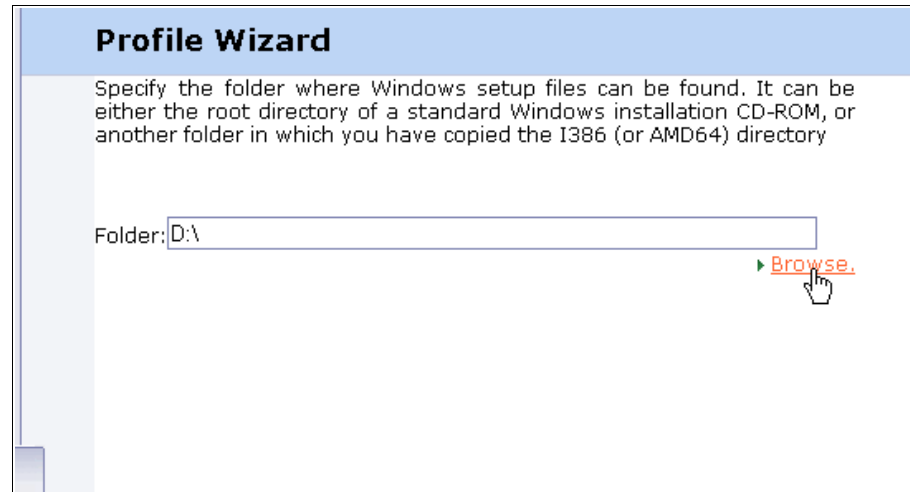 Profile Wizard
Specify the folder where Windows setup files can be found. It can be
either the root directory of a standard Windows installation CD-ROM, or
another folder in which you have copied the I386 (or AMD64) directory
Folder: D:\
Browse.